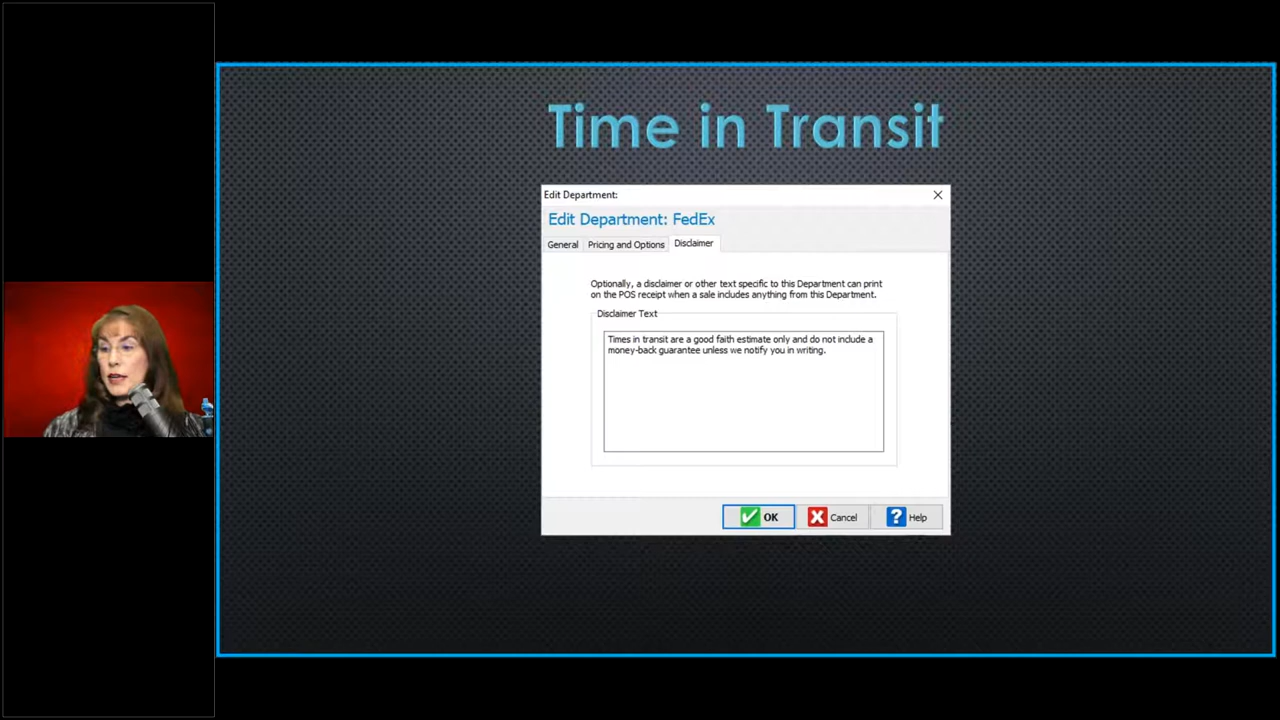 Time in Transit
Edit Department:
Edit Department: FedEx
General
Pricing and Options
Disclaimer
Optionally, a disclaimer or other text specific to this Department can print
on the POS receipt when a sale includes anything from this Department.
Disclaimer Text
Times in transit are a good faith estimate only and do not include a
money-back guarantee unless we notify you in writing.
OK
Cancel
Help